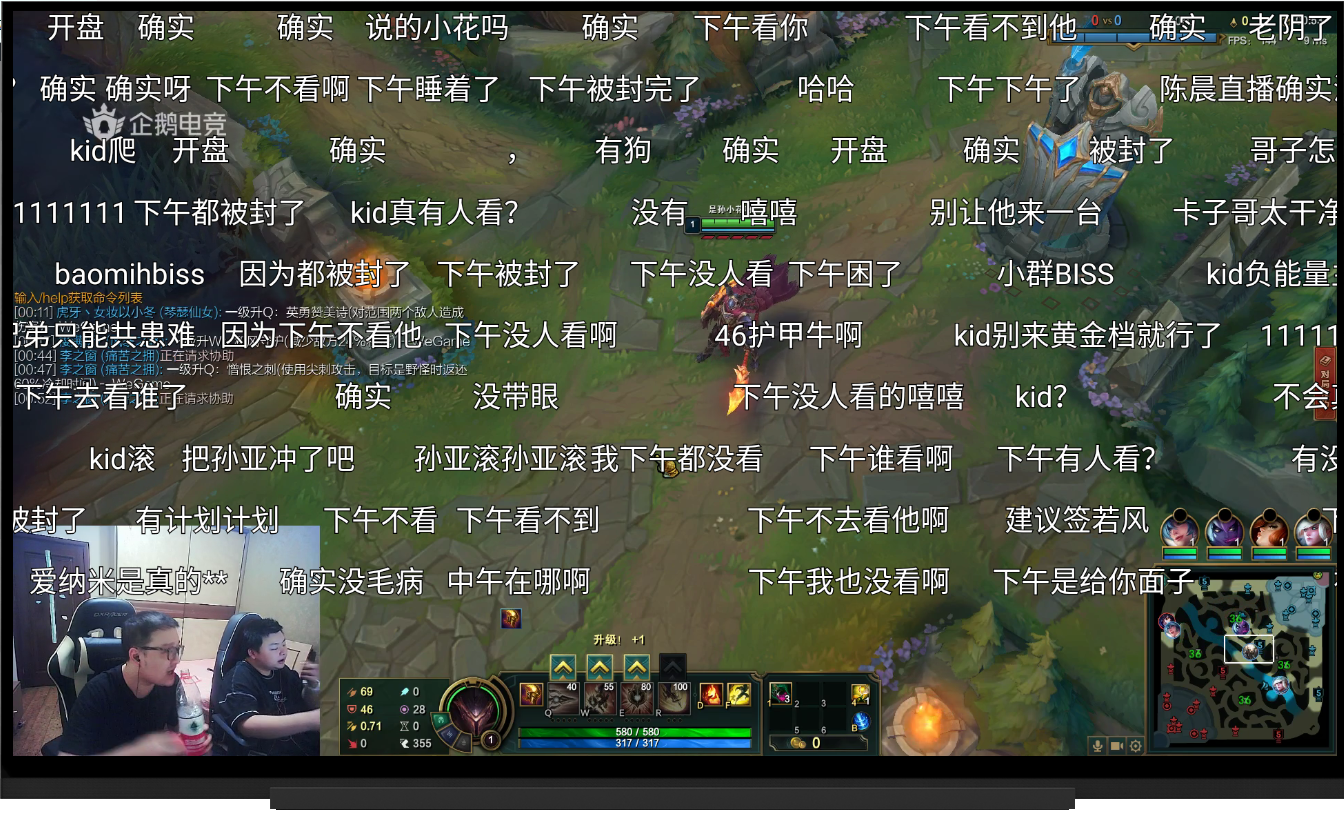 开盘 确实 确实 说的小花吗 确实 下午看你 下午看不到他 确实 老阴了
0 vs 0
FPS: 144
? 确实 确实呀 下午不看啊 下午睡着了 下午被封完了 哈哈 下午下午了 陈晨直播确实
企鹅电竞
kid爬 开盘 确实 , 有狗 确实 开盘 确实 被封了 哥子怎
1111111 下午都被封了 kid真有人看? 没有 嘻嘻 别让他来一台 卡子哥太干净
1
baomihbiss 因为都被封了 下午被封了 下午没人看 下午困了 小群BISS kid负能量
输入/help获取命令列表
[00:11] 虎牙丶女妆以小冬 (琴瑟仙女): 一级升Q：英勇赞美诗(对范围两个敌人造成
弟只能共患难 因为下午不看他 下午没人看啊 46护甲牛啊 kid别来黄金档就行了 1111
[00:44] 李之窗 (痛苦之拥)正在请求协助
[00:47] 李之窗 (痛苦之拥): 一级升Q：憎恨之刺(使用尖刺攻击，目标是野怪时返还
60%冷却时间) - WeGame
正在请求协助
下午去看谁了 确实 没带眼 下午没人看的嘻嘻 kid? 不会
kid滚 把孙亚冲了吧 孙亚滚孙亚滚 我下午都没看 下午谁看啊 下午有人看? 有没
被封了 有计划计划 下午不看 下午看不到 下午不去看他啊 建议签若风
爱纳米是真的** 确实没毛病 中午在哪啊 下午我也没看啊 下午是给你面子
升级！ +1
69 0
46 28
0.71 0
0 355
40 55 80 100
Q W E R D F
580 / 580
317 / 317
1
3
1 2 3 4
5 6 B
0
36 36 36 36